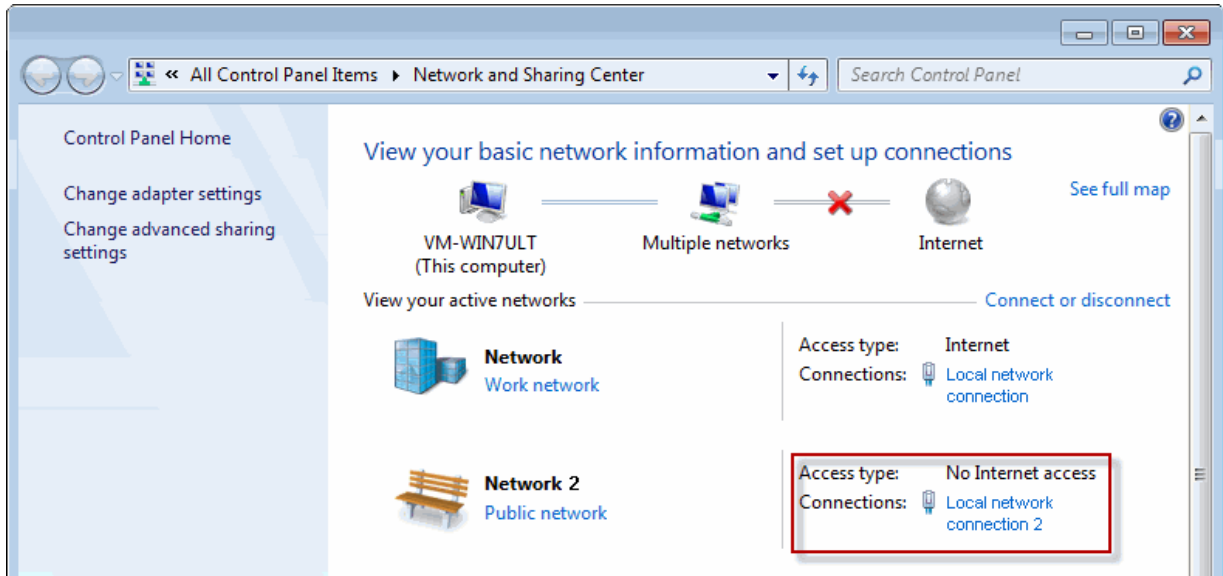 « All Control Panel Items ▸ Network and Sharing Center
Search Control Panel
Control Panel Home
Change adapter settings
Change advanced sharing
settings
View your basic network information and set up connections
See full map
VM-WIN7ULT
(This computer)
Multiple networks
Internet
View your active networks
Connect or disconnect
Network
Work network
Access type: Internet
Connections: Local network
connection
Network 2
Public network
Access type: No Internet access
Connections: Local network
connection 2